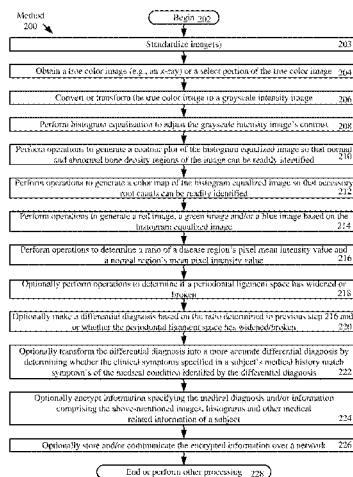 Method
200
Begin 202
Standardize image(s)
203
Obtain a true color image (e.g., an x-ray) or a select portion of the true color image 204
Convert or transform the true color image to a grayscale intensity image
206
Perform histogram equalization to adjust the grayscale intensity image's contrast
208
Perform operations to generate a contour plot of the histogram equalized image so that normal
and abnormal bone density regions of the image can be readily identified 210
Perform operations to generate a color map of the histogram equalized image so that accessory
root canals can be readily identified 212
Perform operations to generate a red image, a green image and/or a blue image based on the
histogram equalized image 214
Perform operations to determine a ratio of a disease region's pixel mean intensity value and
a normal region's mean pixel intensity value 216
Optionally perform operations to determine if a periodontal ligament space has widened or
broken 218
Optionally make a differential diagnosis based on the ratio determined in previous step 216 and
or whether the periodontal ligament space has widened/broken 220
Optionally transform the differential diagnosis into a more accurate differential diagnosis by
determining whether the clinical symptoms specified in a subject's medical history match
symptom's of the medical condition identified by the differential diagnosis 222
Optionally encrypt information specifying the medical diagnosis and/or information
comprising the above-mentioned images, histograms and other medical
related information of a subject 224
Optionally store and/or communicate the encrypted information over a network 226
End or perform other processing 228